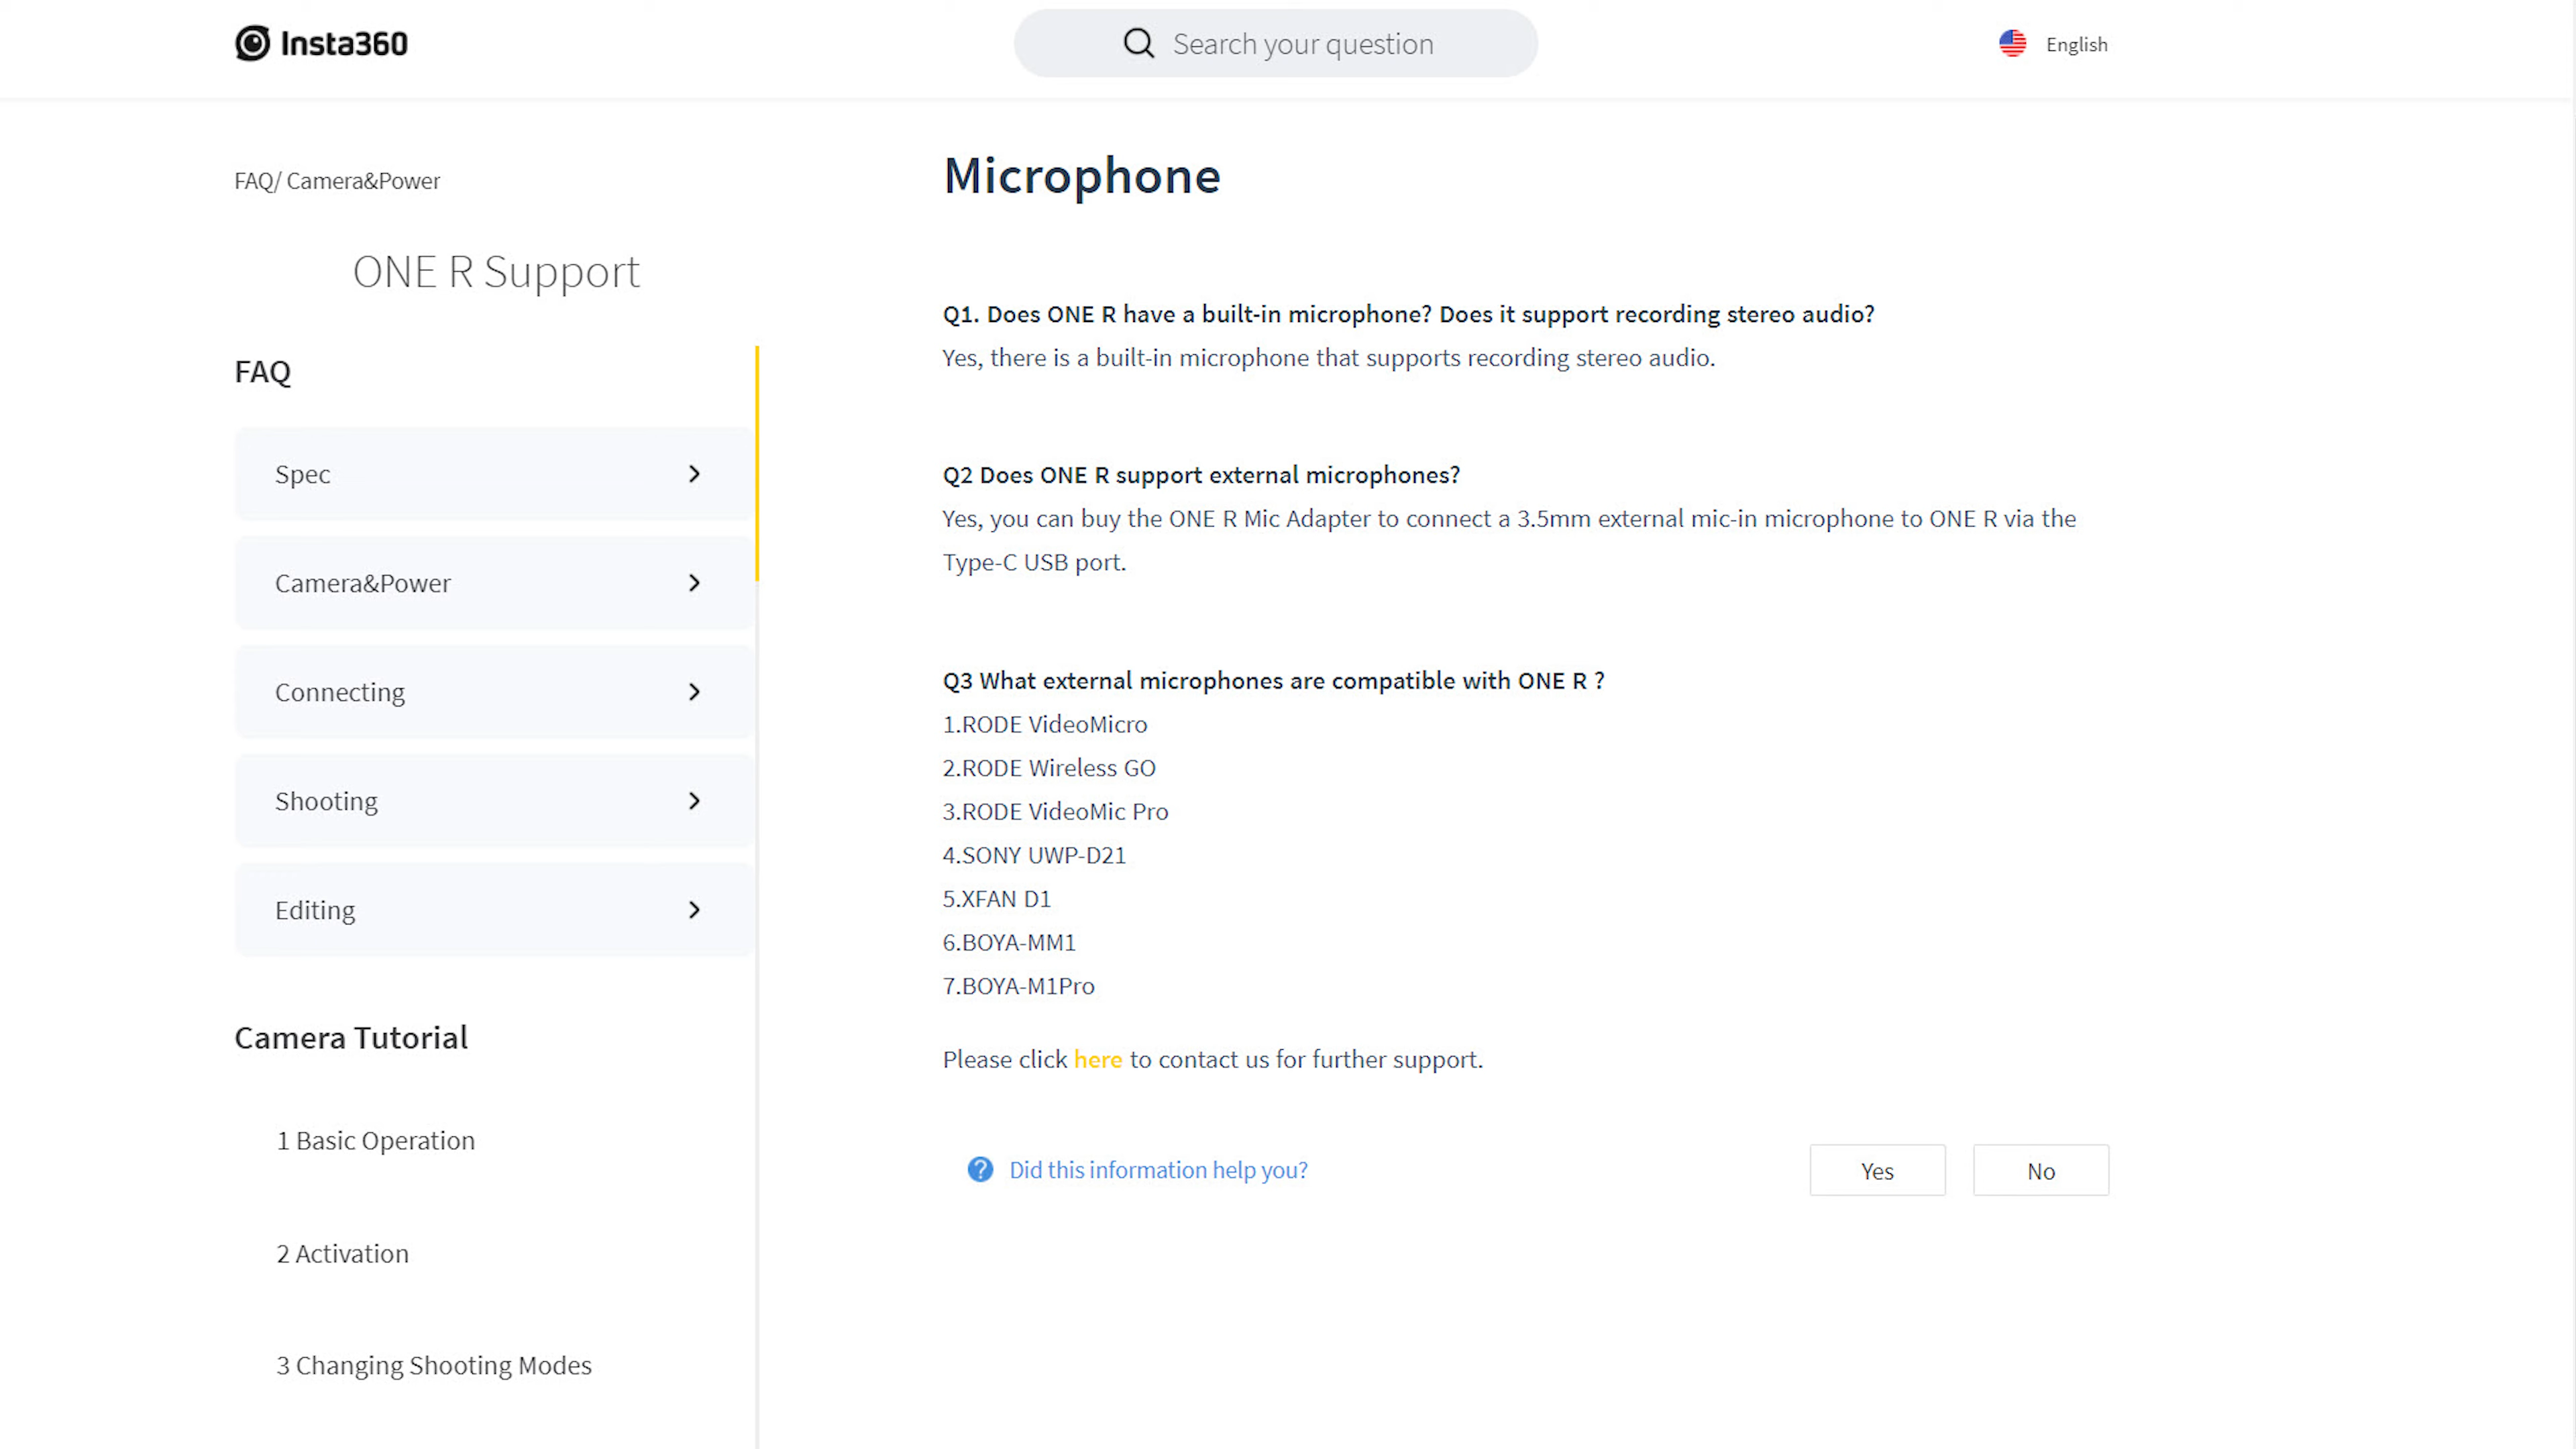 Insta360
Search your question
English
FAQ/ Camera&Power
ONE R Support
FAQ
Spec
Camera&Power
Connecting
Shooting
Editing
Camera Tutorial
1 Basic Operation
2 Activation
3 Changing Shooting Modes
Microphone
Q1. Does ONE R have a built-in microphone? Does it support recording stereo audio?
Yes, there is a built-in microphone that supports recording stereo audio.
Q2 Does ONE R support external microphones?
Yes, you can buy the ONE R Mic Adapter to connect a 3.5mm external mic-in microphone to ONE R via the
Type-C USB port.
Q3 What external microphones are compatible with ONE R ?
1.RODE VideoMicro
2.RODE Wireless GO
3.RODE VideoMic Pro
4.SONY UWP-D21
5.XFAN D1
6.BOYA-MM1
7.BOYA-M1Pro
Please click here to contact us for further support.
Did this information help you?
Yes
No